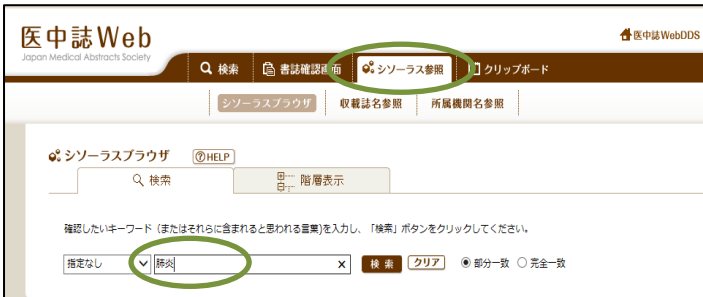 医中誌Web
Japan Medical Abstracts Society
医中誌WebDDS
検索 書誌確認画面 シソーラス参照 クリップボード
シソーラスブラウザ 収載誌名参照 所属機関名参照
シソーラスブラウザ ?HELP
検索 階層表示
確認したいキーワード（またはそれらに含まれると思われる言葉)を入力し、「検索」ボタンをクリックしてください。
指定なし 肺炎 x 検索 クリア 部分一致 完全一致